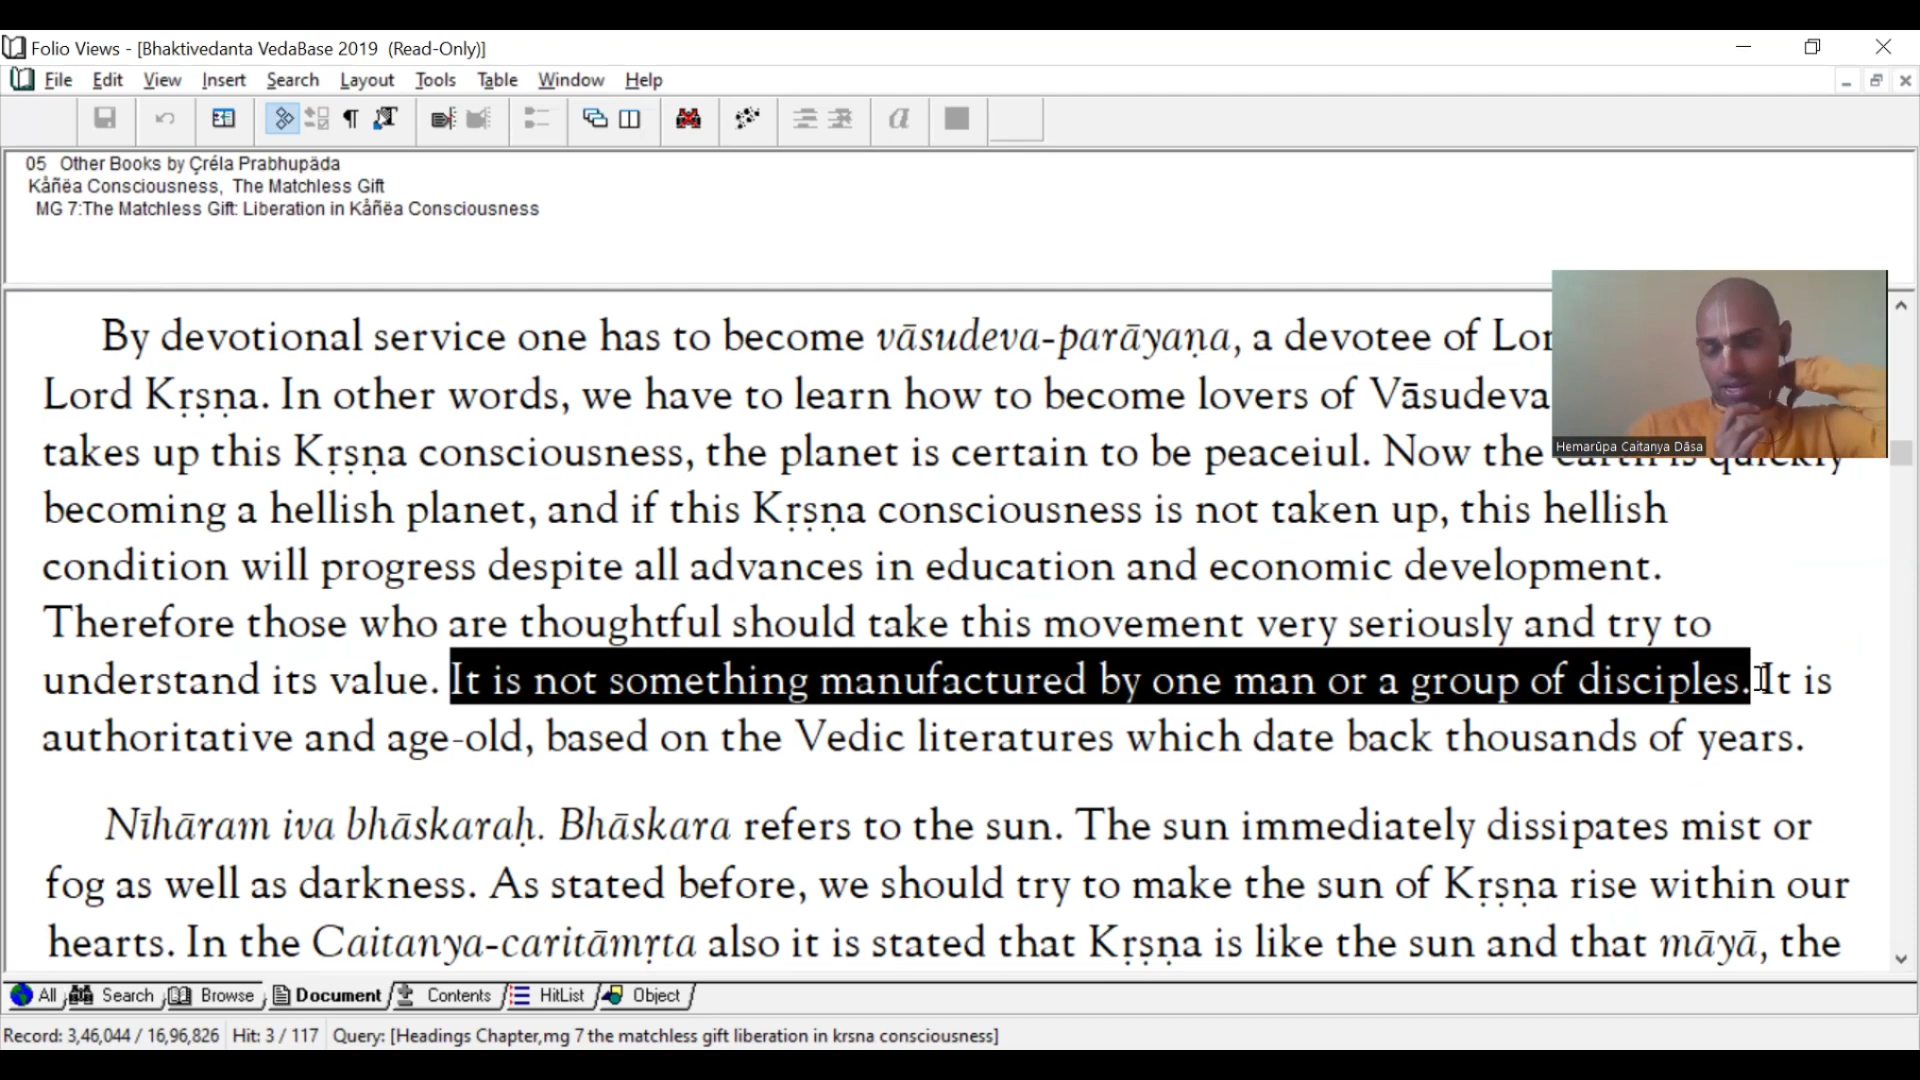 Folio Views - [Bhaktivedanta VedaBase 2019 (Read-Only)]
File Edit View Insert Search Layout Tools Table Window Help
05 Other Books by Çréla Prabhupäda
Kåñëa Consciousness, The Matchless Gift
MG 7:The Matchless Gift: Liberation in Kåñëa Consciousness
By devotional service one has to become vāsudeva-parāyaṇa, a devotee of Lor
Lord Kṛṣṇa. In other words, we have to learn how to become lovers of Vāsudeva
takes up this Kṛṣṇa consciousness, the planet is certain to be peaceiul. Now the earth is quickly
becoming a hellish planet, and if this Kṛṣṇa consciousness is not taken up, this hellish
condition will progress despite all advances in education and economic development.
Therefore those who are thoughtful should take this movement very seriously and try to
understand its value. It is not something manufactured by one man or a group of disciples. It is
authoritative and age-old, based on the Vedic literatures which date back thousands of years.
Nīhāram iva bhāskaraḥ. Bhāskara refers to the sun. The sun immediately dissipates mist or
fog as well as darkness. As stated before, we should try to make the sun of Kṛṣṇa rise within our
hearts. In the Caitanya-caritāmṛta also it is stated that Kṛṣṇa is like the sun and that māyā, the
Hemarūpa Caitanya Dāsa
All Search Browse Document Contents HitList Object
Record: 3,46,044 / 16,96,826 Hit: 3 / 117 Query: [Headings Chapter,mg 7 the matchless gift liberation in krsna consciousness]